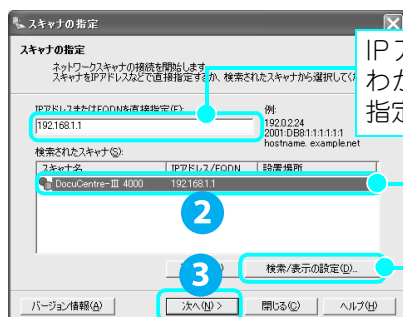 スキャナの指定
スキャナの指定
ネットワークスキャナの接続を開始します。
スキャナをIPアドレスなどで直接指定するか、検索されたスキャナから選択してく
IPア
わか
指定
IPアドレスまたはFQDNを直接指定(F):
192.168.1.1
例:
192.0.2.24
2001:DB8:1:1:1:1:1:1
hostname. example.net
検索されたスキャナ(S):
スキャナ名 IPアドレス/FQDN 設置場所
DocuCentre-III 4000 192.168.1.1
2
3
検索/表示の設定(D)...
バージョン情報(A) 次へ(N) > 閉じる(C) ヘルプ(H)